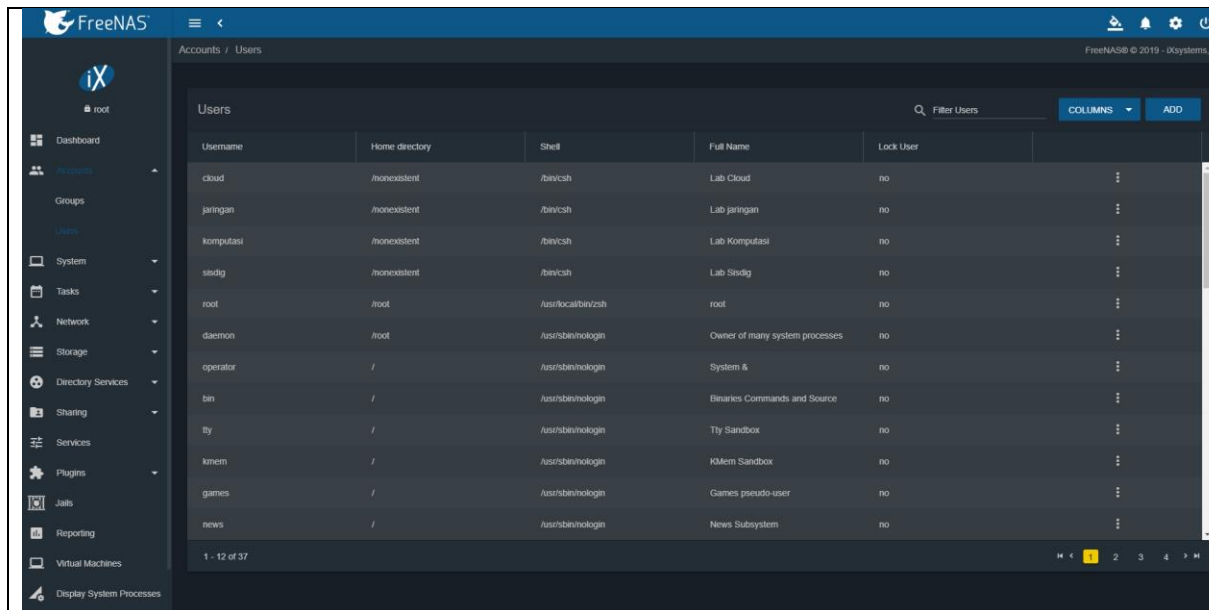 FreeNAS
Accounts / Users
FreeNAS® © 2019 - iXsystems,
iX
root
Dashboard
Accounts
Groups
Users
System
Tasks
Network
Storage
Directory Services
Sharing
Services
Plugins
Jails
Reporting
Virtual Machines
Display System Processes
Users
Filter Users
COLUMNS
ADD
Username Home directory Shell Full Name Lock User
cloud /nonexistent /bin/csh Lab Cloud no
jaringan /nonexistent /bin/csh Lab jaringan no
komputasi /nonexistent /bin/csh Lab Komputasi no
sisdig /nonexistent /bin/csh Lab Sisdig no
root /root /usr/local/bin/zsh root no
daemon /root /usr/sbin/nologin Owner of many system processes no
operator / /usr/sbin/nologin System & no
bin / /usr/sbin/nologin Binaries Commands and Source no
tty / /usr/sbin/nologin Tty Sandbox no
kmem / /usr/sbin/nologin KMem Sandbox no
games / /usr/sbin/nologin Games pseudo-user no
news / /usr/sbin/nologin News Subsystem no
1 - 12 of 37
1 2 3 4